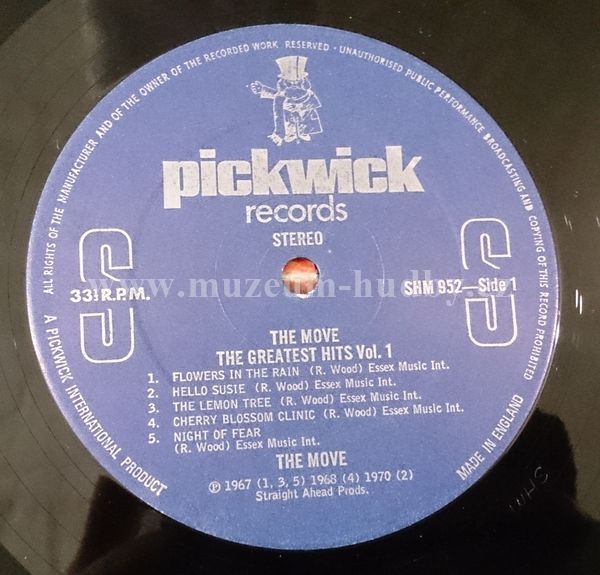 ALL RIGHTS OF THE MANUFACTURER AND OF THE OWNER OF THE RECORDED WORK RESERVED - UNAUTHORISED PUBLIC PERFORMANCE BROADCASTING AND COPYING OF THIS RECORD PROHIBITED
pickwick
records
STEREO
S
S
33⅓ R.P.M.
SHM 952—Side 1
www.muzeum-hudby.cz
THE MOVE
THE GREATEST HITS Vol. 1
1. FLOWERS IN THE RAIN (R. Wood) Essex Music Int.
2. HELLO SUSIE (R. Wood) Essex Music Int.
3. THE LEMON TREE (R. Wood) Essex Music Int.
4. CHERRY BLOSSOM CLINIC (R. Wood) Essex Music Int.
5. NIGHT OF FEAR
(R. Wood) Essex Music Int.
THE MOVE
℗ 1967 (1, 3, 5) 1968 (4) 1970 (2)
Straight Ahead Prods.
A PICKWICK INTERNATIONAL PRODUCT
MADE IN ENGLAND
WHS